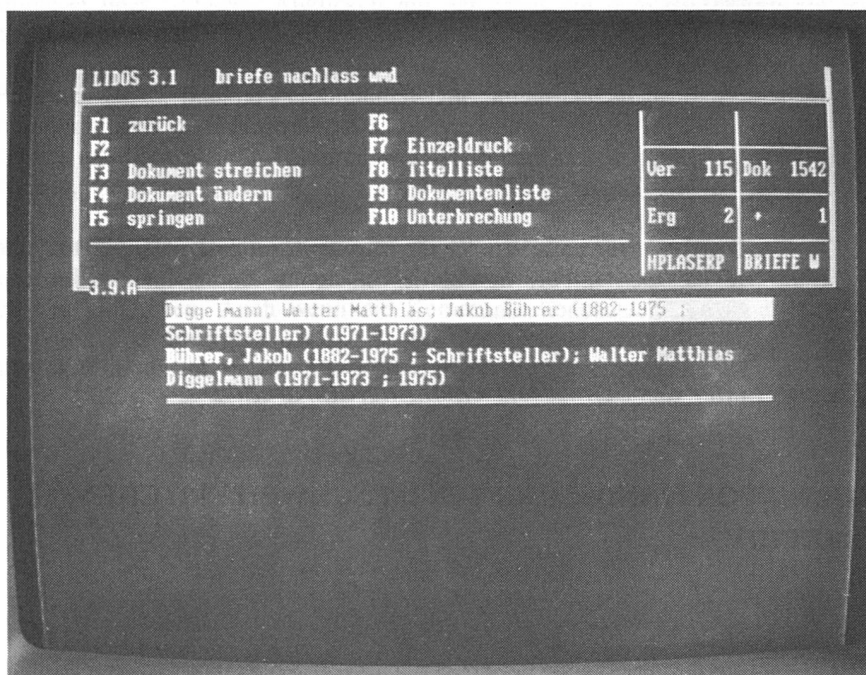 LIDOS 3.1 briefe nachlass wmd
F1 zurück F6
F2 F7 Einzeldruck
F3 Dokument streichen F8 Titelliste Ver 115 Dok 1542
F4 Dokument ändern F9 Dokumentenliste
F5 springen F10 Unterbrechung Erg 2 1
HPLASERP BRIEFE W
3.9.A
Diggelmann, Walter Matthias; Jakob Bührer (1882-1975 ;
Schriftsteller) (1971-1973)
Bührer, Jakob (1882-1975 ; Schriftsteller); Walter Matthias
Diggelmann (1971-1973 ; 1975)